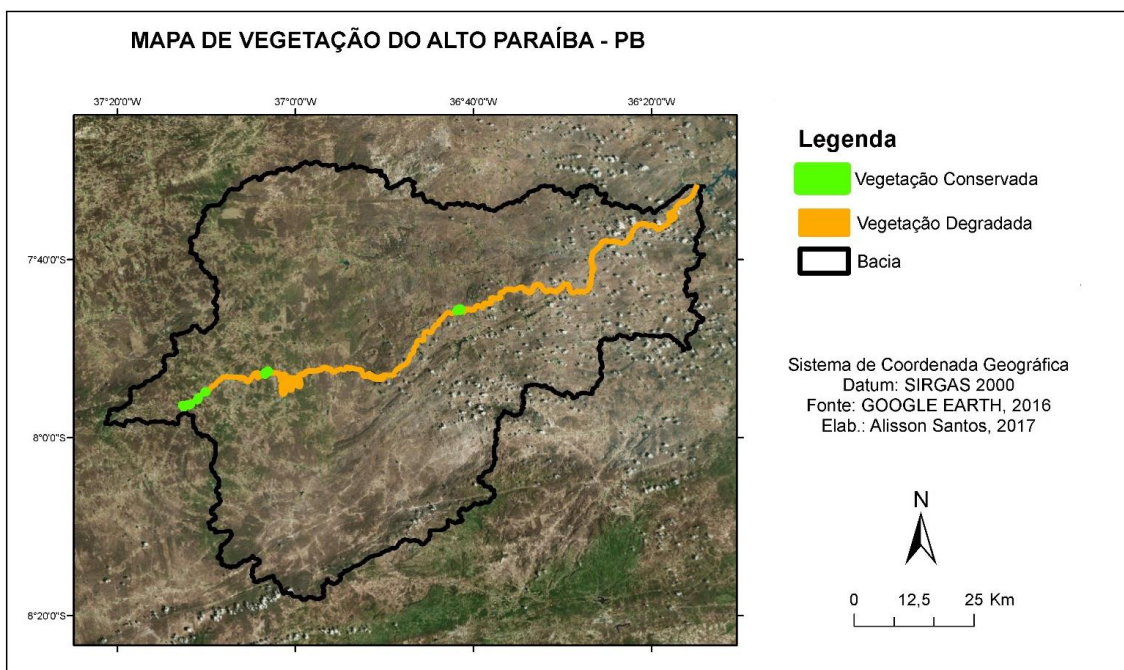 MAPA DE VEGETAÇÃO DO ALTO PARAÍBA - PB
37°20'0"W
37°0'0"W
36°40'0"W
36°20'0"W
7°40'0"S
8°0'0"S
8°20'0"S
Legenda
Vegetação Conservada
Vegetação Degradada
Bacia
Sistema de Coordenada Geográfica
Datum: SIRGAS 2000
Fonte: GOOGLE EARTH, 2016
Elab.: Alisson Santos, 2017
N
0 12,5 25 Km